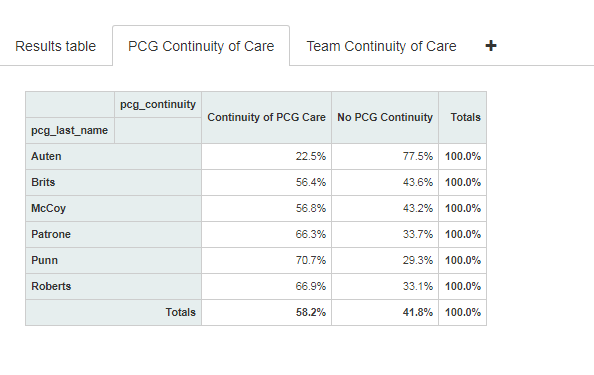 Results table PCG Continuity of Care Team Continuity of Care +
pcg_continuity Continuity of PCG Care No PCG Continuity Totals
pcg_last_name
Auten 22.5% 77.5% 100.0%
Brits 56.4% 43.6% 100.0%
McCoy 56.8% 43.2% 100.0%
Patrone 66.3% 33.7% 100.0%
Punn 70.7% 29.3% 100.0%
Roberts 66.9% 33.1% 100.0%
Totals 58.2% 41.8% 100.0%